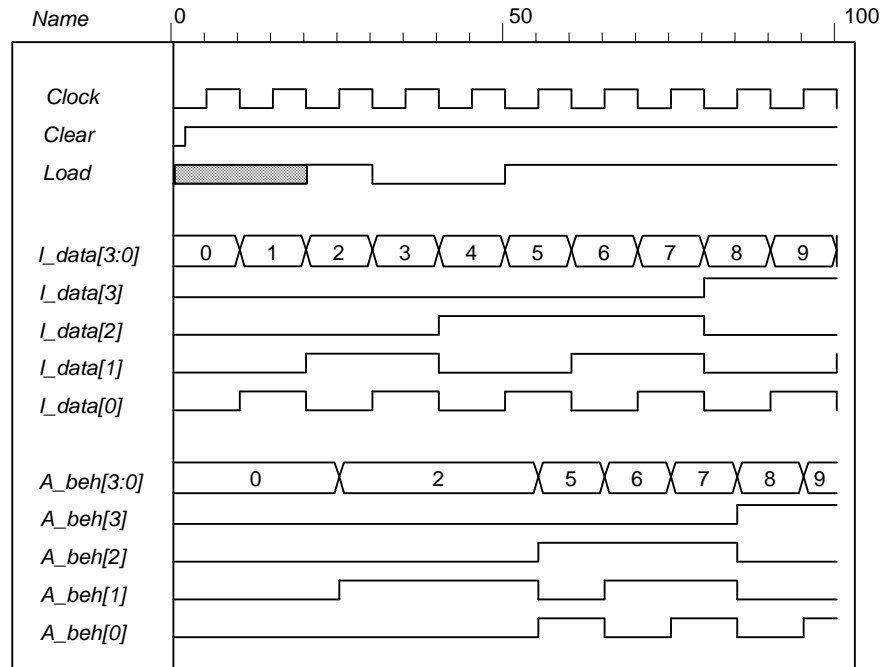 Name 0 50 100
Clock
Clear
Load
I_data[3:0] 0 1 2 3 4 5 6 7 8 9
I_data[3]
I_data[2]
I_data[1]
I_data[0]
A_beh[3:0] 0 2 5 6 7 8 9
A_beh[3]
A_beh[2]
A_beh[1]
A_beh[0]